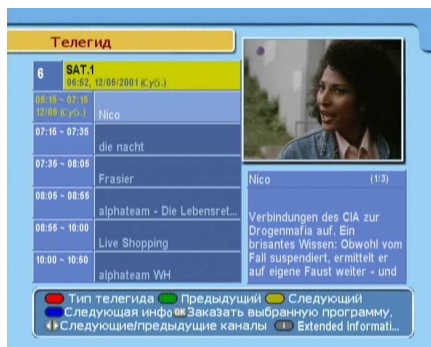 Телегид
6 SAT.1
06:52, 12/05/2001 (Суб.)
05:15 ~ 07:15
12/05 (Суб.) Nico
07:15 ~ 07:35
die nacht
07:35 ~ 08:05
Frasier
08:05 ~ 08:55
alphateam - Die Lebensret...
08:55 ~ 10:00
Live Shopping
10:00 ~ 10:50
alphateam WH
Nico (1/3)
Verbindungen des CIA zur
Drogenmafia auf. Ein
brisantes Wissen: Obwohl vom
Fall suspendiert, ermittelt er
auf eigene Faust weiter - und
Тип телегида Предыдущий Следующий
Следующая инфо OK Заказать выбранную программу.
Следующие/предыдущие каналы i Extended Informati...